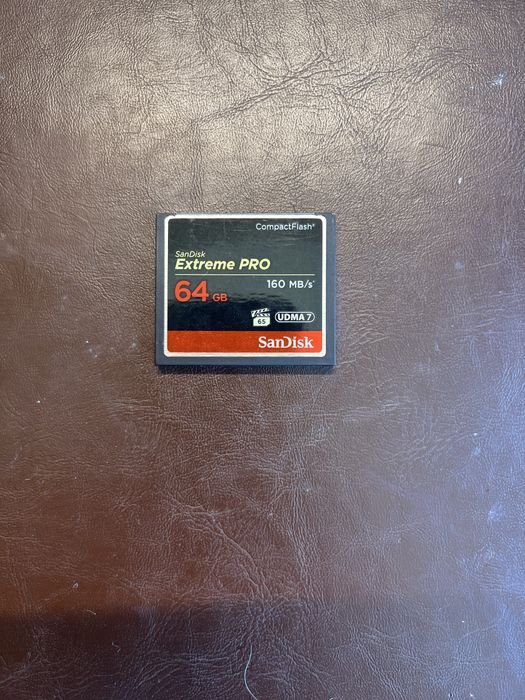 CompactFlash®
SanDisk
Extreme PRO
64 GB
160 MB/s*
65
UDMA 7
SanDisk